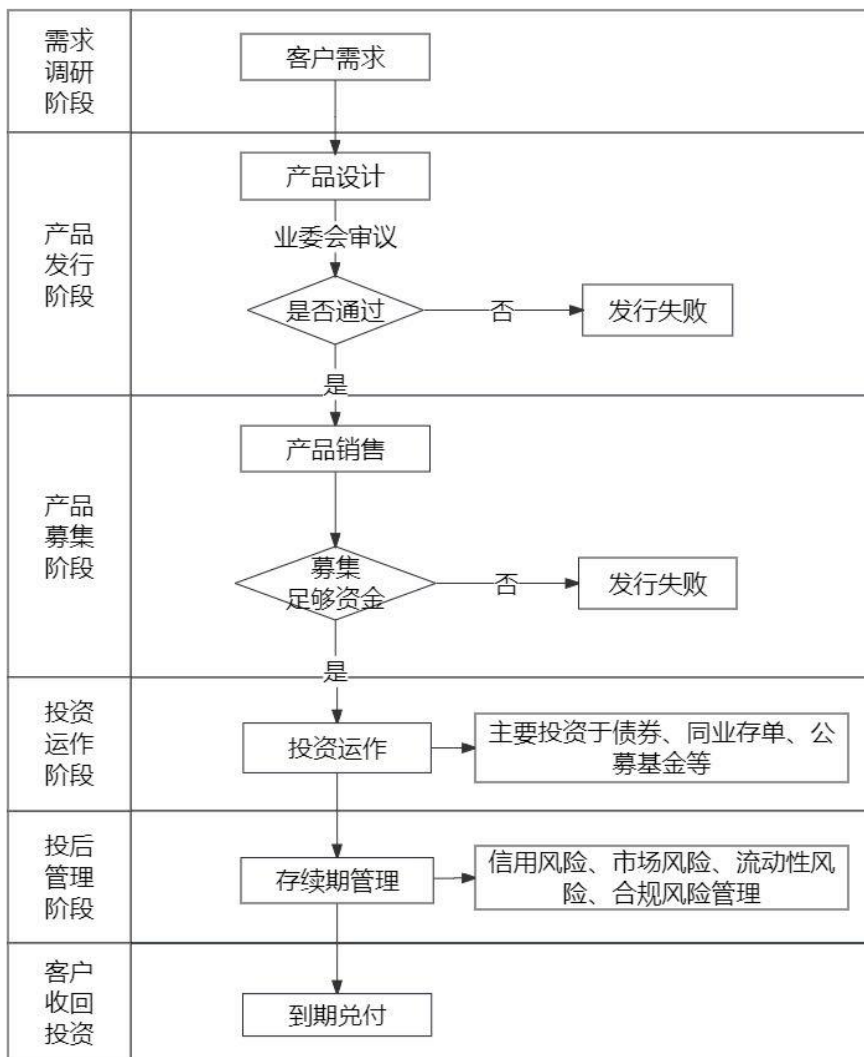 需求
调研
阶段
客户需求
产品
发行
阶段
产品设计
业委会审议
是否通过
否
发行失败
是
产品
募集
阶段
产品销售
募集
足够资金
否
发行失败
是
投资
运作
阶段
投资运作
主要投资于债券、同业存单、公
募基金等
投后
管理
阶段
存续期管理
信用风险、市场风险、流动性风
险、合规风险管理
客户
收回
投资
到期兑付